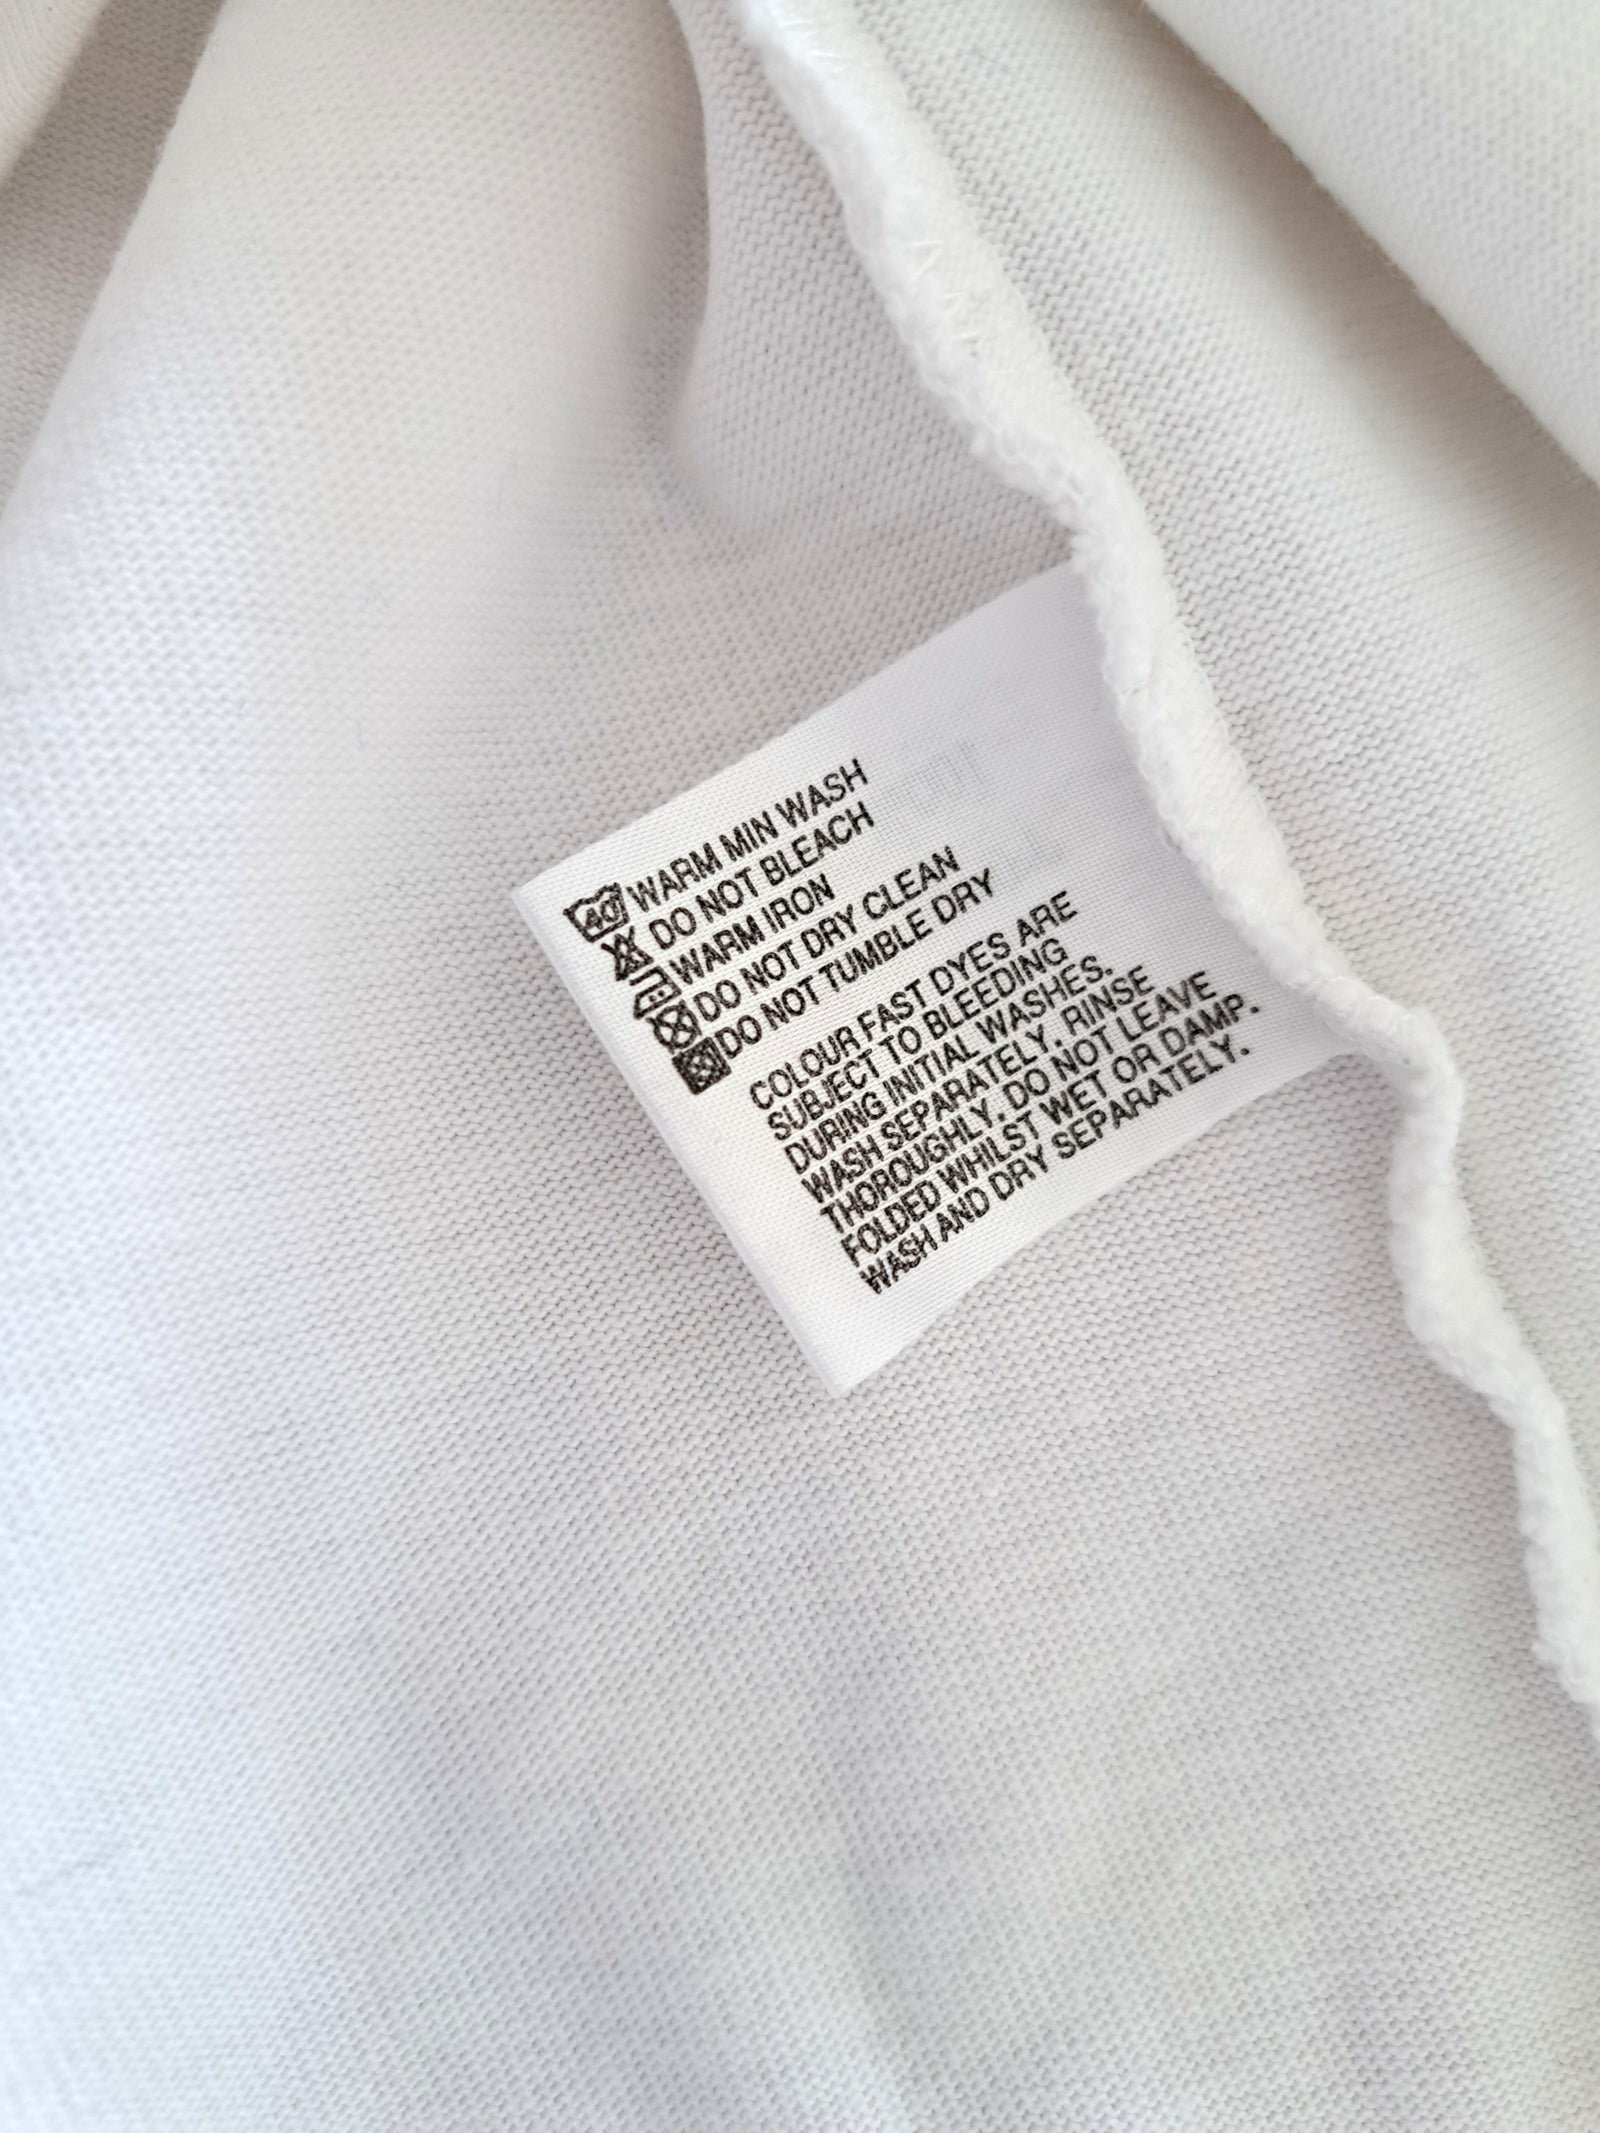 40 WARM MIN WASH
DO NOT BLEACH
WARM IRON
DO NOT DRY CLEAN
DO NOT TUMBLE DRY
COLOUR FAST DYES ARE
SUBJECT TO BLEEDING
DURING INITIAL WASHES.
WASH SEPARATELY. RINSE
THOROUGHLY. DO NOT LEAVE
FOLDED WHILST WET OR DAMP.
WASH AND DRY SEPARATELY.